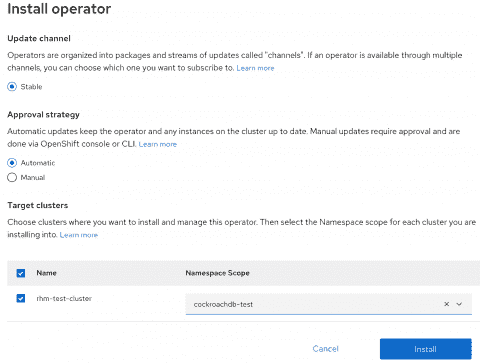 Install operator
Update channel
Operators are organized into packages and streams of updates called "channels". If an operator is available through multiple
channels, you can choose which one you want to subscribe to. Learn more
Stable
Approval strategy
Automatic updates keep the operator and any instances on the cluster up to date. Manual updates require approval and are
done via OpenShift console or CLI. Learn more
Automatic
Manual
Target clusters
Choose clusters where you want to install and manage this operator. Then select the Namespace scope for each cluster you are
installing into. Learn more
Name Namespace Scope
rhm-test-cluster cockroachdb-test
Cancel Install